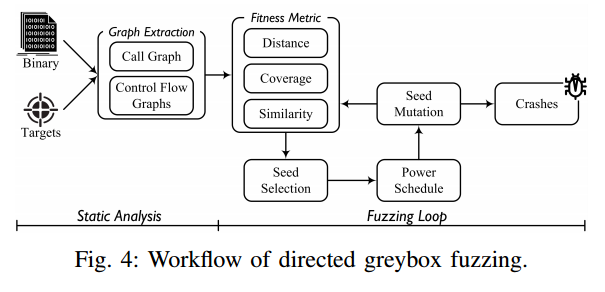 Binary
Targets
Graph Extraction
Call Graph
Control Flow
Graphs
Fitness Metric
Distance
Coverage
Similarity
Seed
Selection
Power
Schedule
Seed
Mutation
Crashes
Static Analysis
Fuzzing Loop
Fig. 4: Workflow of directed greybox fuzzing.